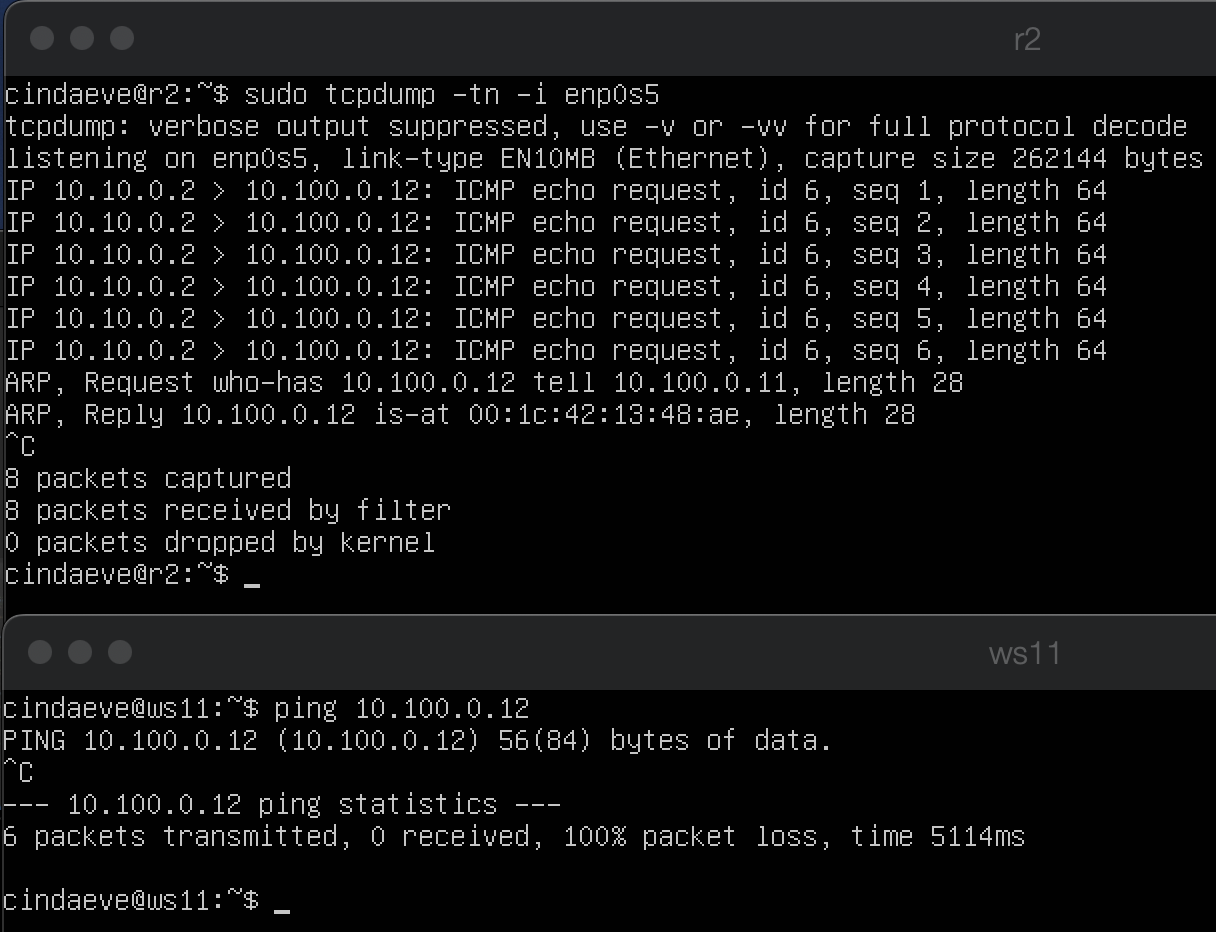 r2
cindaeve@r2:~$ sudo tcpdump -tn -i enp0s5
tcpdump: verbose output suppressed, use -v or -vv for full protocol decode
listening on enp0s5, link-type EN10MB (Ethernet), capture size 262144 bytes
IP 10.10.0.2 > 10.100.0.12: ICMP echo request, id 6, seq 1, length 64
IP 10.10.0.2 > 10.100.0.12: ICMP echo request, id 6, seq 2, length 64
IP 10.10.0.2 > 10.100.0.12: ICMP echo request, id 6, seq 3, length 64
IP 10.10.0.2 > 10.100.0.12: ICMP echo request, id 6, seq 4, length 64
IP 10.10.0.2 > 10.100.0.12: ICMP echo request, id 6, seq 5, length 64
IP 10.10.0.2 > 10.100.0.12: ICMP echo request, id 6, seq 6, length 64
ARP, Request who-has 10.100.0.12 tell 10.100.0.11, length 28
ARP, Reply 10.100.0.12 is-at 00:1c:42:13:48:ae, length 28
^C
8 packets captured
8 packets received by filter
0 packets dropped by kernel
cindaeve@r2:~$ _
ws11
cindaeve@ws11:~$ ping 10.100.0.12
PING 10.100.0.12 (10.100.0.12) 56(84) bytes of data.
^C
--- 10.100.0.12 ping statistics ---
6 packets transmitted, 0 received, 100% packet loss, time 5114ms
cindaeve@ws11:~$ _